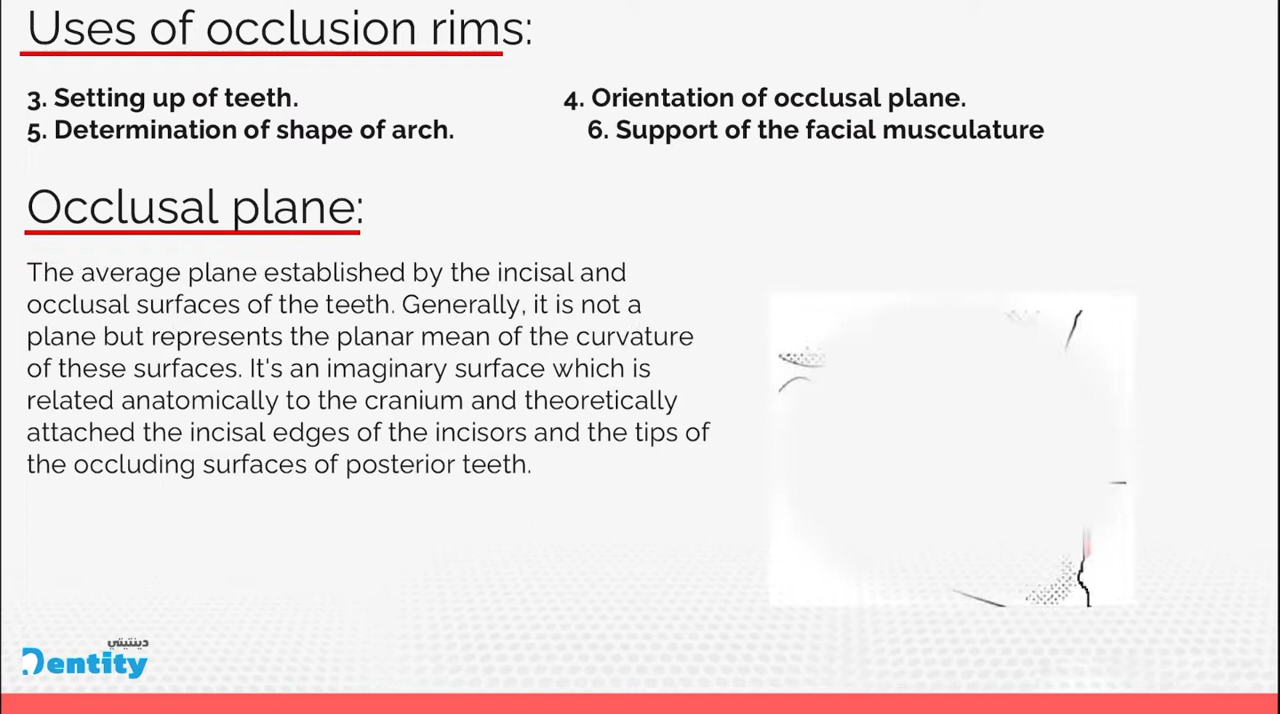 Uses of occlusion rims:
3. Setting up of teeth. 4. Orientation of occlusal plane.
5. Determination of shape of arch. 6. Support of the facial musculature
Occlusal plane:
The average plane established by the incisal and
occlusal surfaces of the teeth. Generally, it is not a
plane but represents the planar mean of the curvature
of these surfaces. It's an imaginary surface which is
related anatomically to the cranium and theoretically
attached the incisal edges of the incisors and the tips of
the occluding surfaces of posterior teeth.
دينتيتي
Dentity